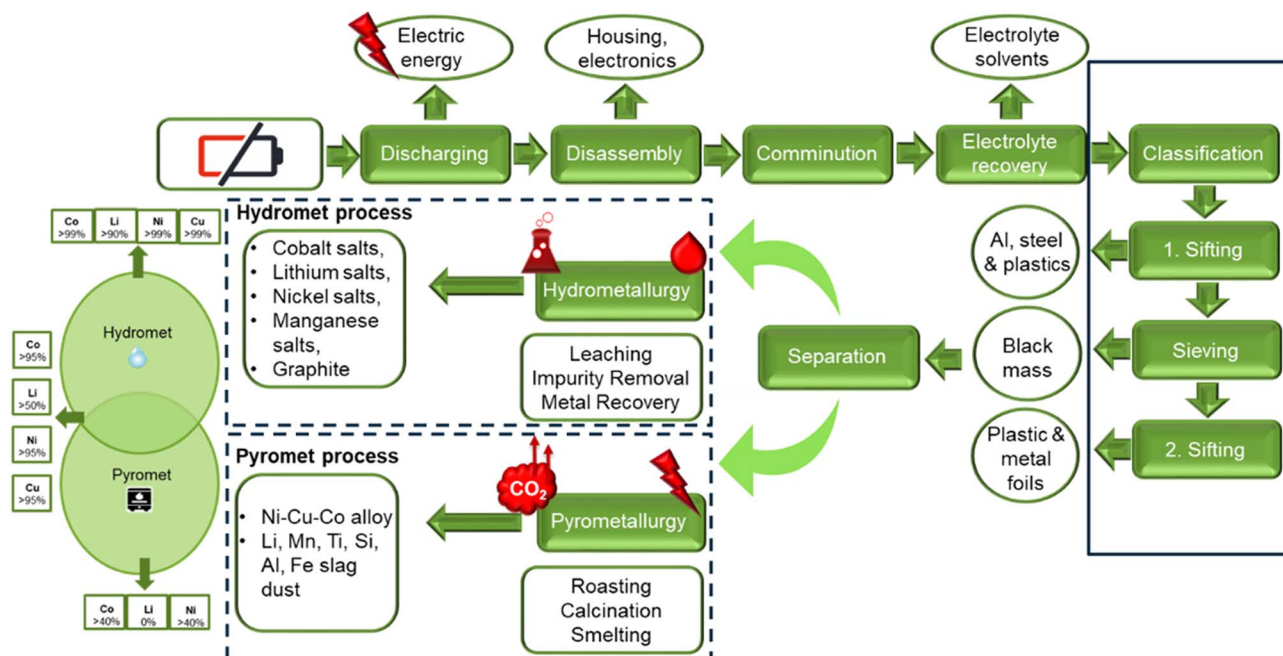 Electric
energy
Housing,
electronics
Electrolyte
solvents
Discharging
Disassembly
Comminution
Electrolyte
recovery
Classification
Co
>99%
Li
>90%
Ni
>99%
Cu
>99%
Hydromet process
• Cobalt salts,
• Lithium salts,
• Nickel salts,
• Manganese
salts,
• Graphite
Hydrometallurgy
Leaching
Impurity Removal
Metal Recovery
Al, steel
& plastics
1. Sifting
Separation
Black
mass
Sieving
Plastic &
metal
foils
2. Sifting
Hydromet
Co
>95%
Li
>50%
Ni
>95%
Cu
>95%
Pyromet
Pyromet process
• Ni-Cu-Co alloy
• Li, Mn, Ti, Si,
Al, Fe slag
dust
CO2
Pyrometallurgy
Roasting
Calcination
Smelting
Co
>40%
Li
0%
Ni
>40%